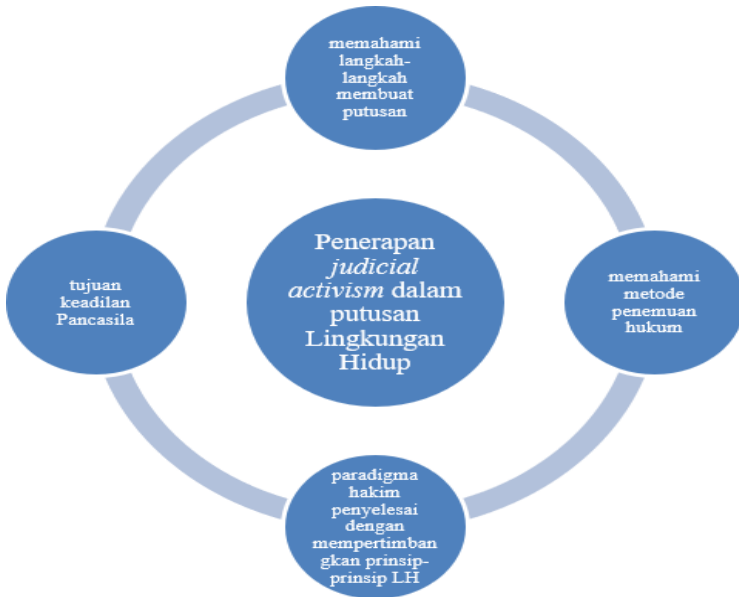 memahami
langkah-
langkah
membuat
putusan
tujuan
keadilan
Pancasila
Penerapan
judicial
activism dalam
putusan
Lingkungan
Hidup
memahami
metode
penemuan
hukum
paradigma
hakim
penyelesai
dengan
mempertimban
gkan prinsip-
prinsip LH